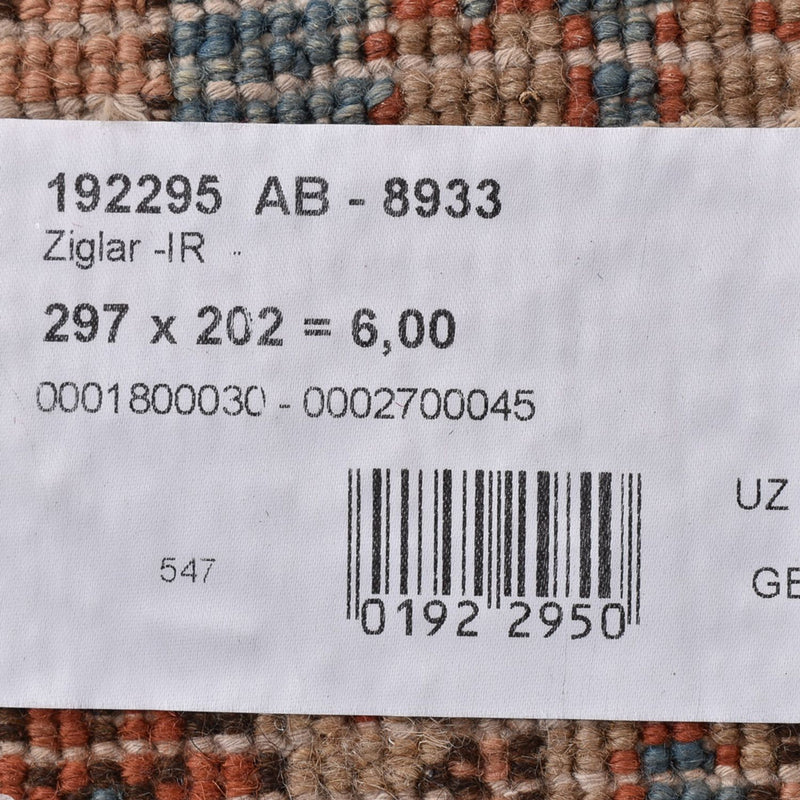 192295 AB - 8933
Ziglar -IR
297 x 202 = 6,00
0001800030 - 0002700045
UZ
547
GE
0192 2950